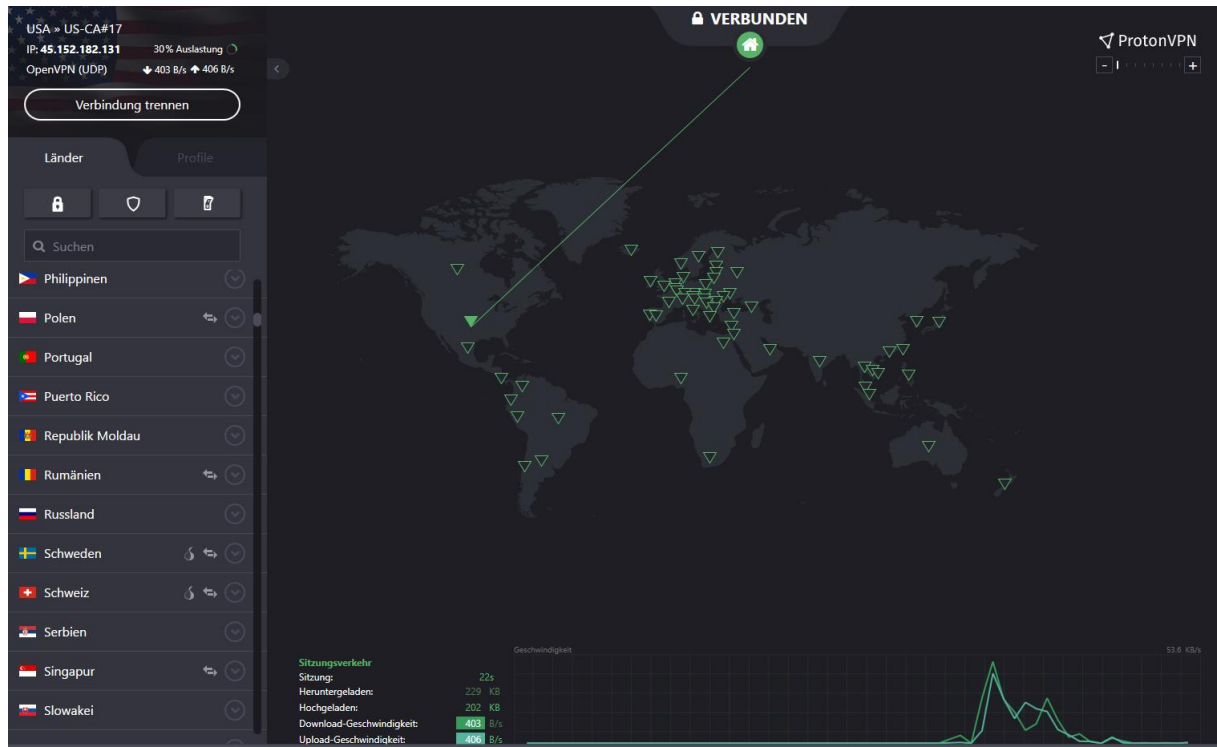 USA » US-CA#17
IP: 45.152.182.131 30% Auslastung
OpenVPN (UDP) 403 B/s 406 B/s
Verbindung trennen
Länder Profile
Suchen
Philippinen
Polen
Portugal
Puerto Rico
Republik Moldau
Rumänien
Russland
Schweden
Schweiz
Serbien
Singapur
Slowakei
VERBUNDEN
ProtonVPN
- +
Geschwindigkeit 53.6 KB/s
Sitzungsverkehr
Sitzung: 22s
Heruntergeladen: 229 KB
Hochgeladen: 202 KB
Download-Geschwindigkeit: 403 B/s
Upload-Geschwindigkeit: 406 B/s